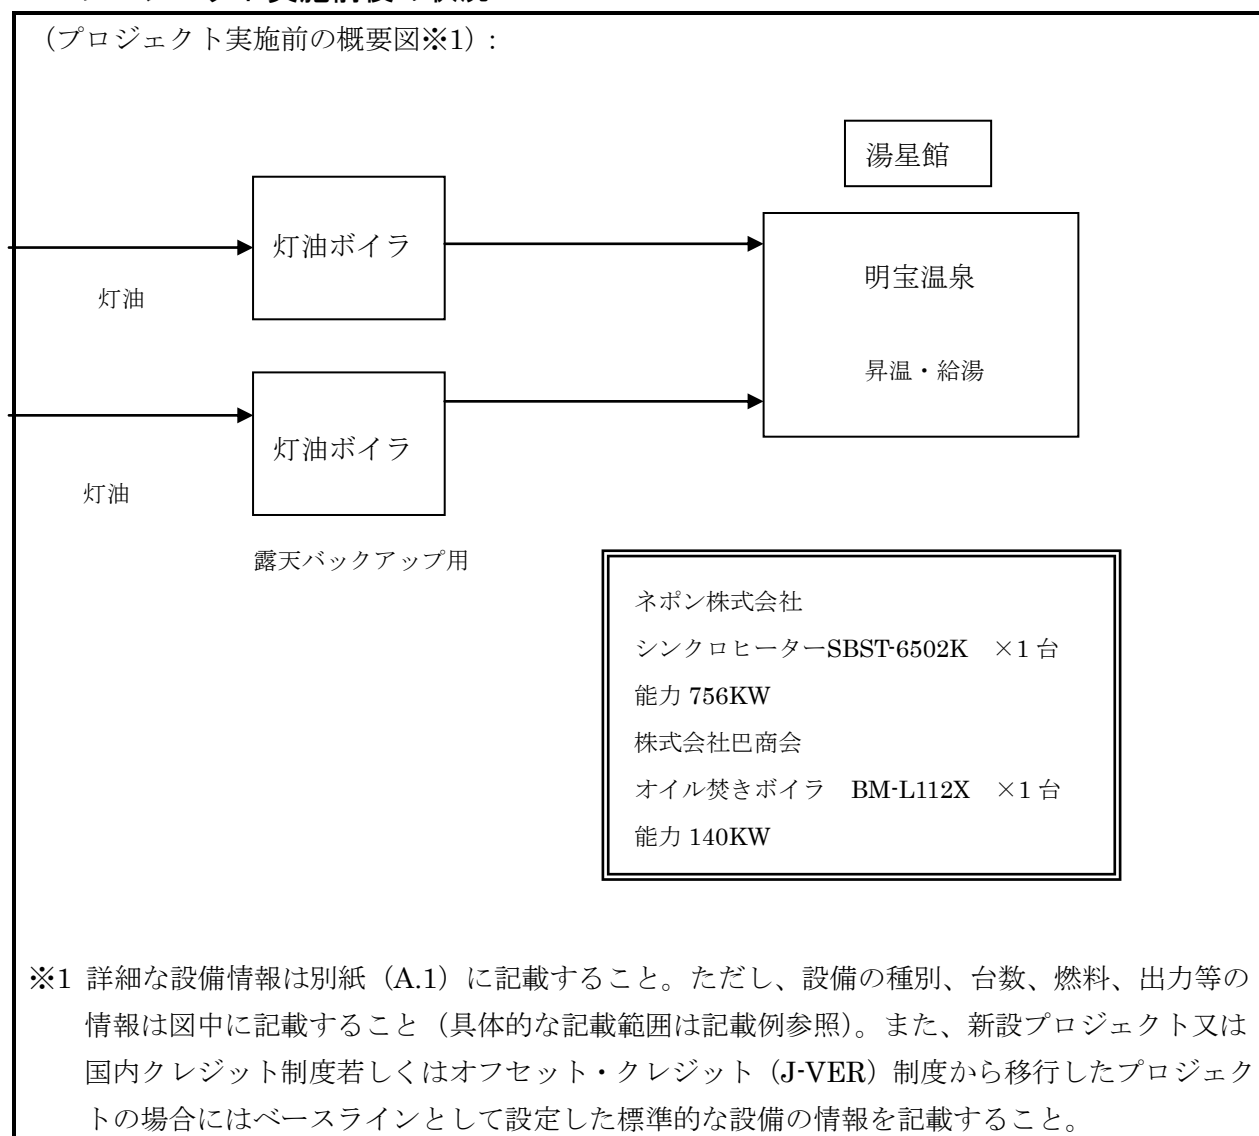 （プロジェクト実施前の概要図※1）：
湯星館
灯油ボイラ
明宝温泉
灯油
昇温・給湯
灯油ボイラ
灯油
露天バックアップ用
ネポン株式会社
シンクロヒーターSBST-6502K　×1 台
能力 756KW
株式会社巴商会
オイル焚きボイラ　BM-L112X　×1 台
能力 140KW
※1 詳細な設備情報は別紙（A.1）に記載すること。ただし、設備の種別、台数、燃料、出力等の
情報は図中に記載すること（具体的な記載範囲は記載例参照）。また、新設プロジェクト又は
国内クレジット制度若しくはオフセット・クレジット（J-VER）制度から移行したプロジェク
トの場合にはベースラインとして設定した標準的な設備の情報を記載すること。